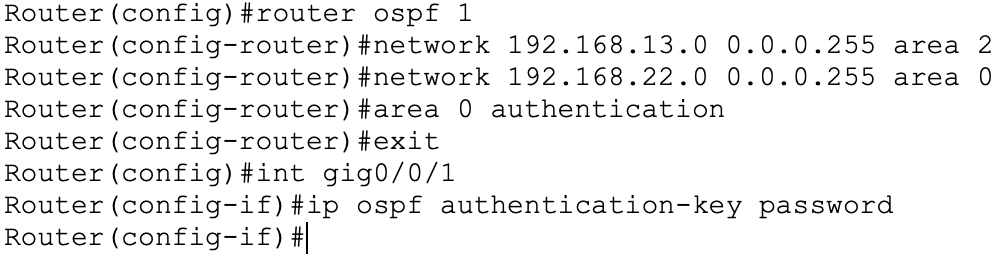 Router(config)#router ospf 1
Router(config-router)#network 192.168.13.0 0.0.0.255 area 2
Router(config-router)#network 192.168.22.0 0.0.0.255 area 0
Router(config-router)#area 0 authentication
Router(config-router)#exit
Router(config)#int gig0/0/1
Router(config-if)#ip ospf authentication-key password
Router(config-if)#